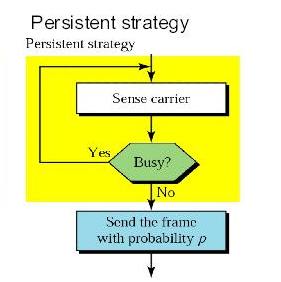 Persistent strategy
Persistent strategy
Sense carrier
Yes
Busy?
No
Send the frame
with probability p